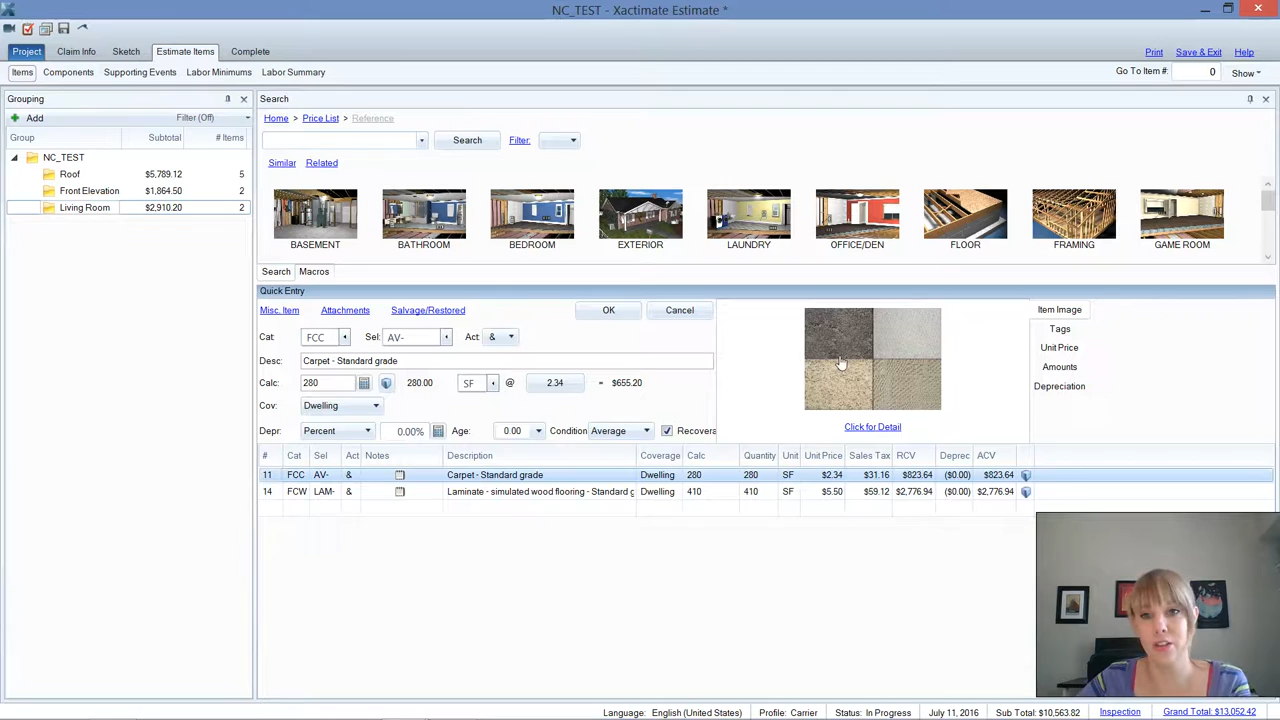 NC_TEST - Xactimate Estimate *
Project Claim Info Sketch Estimate Items Complete
Print Save & Exit Help
Items Components Supporting Events Labor Minimums Labor Summary
Go To Item #: 0 Show
Grouping
Add Filter (Off)
Group Subtotal # Items
NC_TEST
Roof $5,789.12 5
Front Elevation $1,864.50 2
Living Room $2,910.20 2
Search
Home > Price List > Reference
Search Filter:
Similar Related
BASEMENT BATHROOM BEDROOM EXTERIOR LAUNDRY OFFICE/DEN FLOOR FRAMING GAME ROOM
Search Macros
Quick Entry
Misc. Item Attachments Salvage/Restored OK Cancel
Cat: FCC Sel: AV- Act: &
Desc: Carpet - Standard grade
Calc: 280 280.00 SF @ 2.34 = $655.20
Cov: Dwelling
Depr: Percent 0.00% Age: 0.00 Condition Average Recovera
Click for Detail
Item Image
Tags
Unit Price
Amounts
Depreciation
# Cat Sel Act Notes Description Coverage Calc Quantity Unit Unit Price Sales Tax RCV Deprec ACV
11 FCC AV- & Carpet - Standard grade Dwelling 280 280 SF $2.34 $31.16 $823.64 ($0.00) $823.64
14 FCW LAM- & Laminate - simulated wood flooring - Standard g Dwelling 410 410 SF $5.50 $59.12 $2,776.94 ($0.00) $2,776.94
Language: English (United States) Profile: Carrier Status: In Progress July 11, 2016 Sub Total: $10,563.82 Inspection Grand Total: $13,052.42